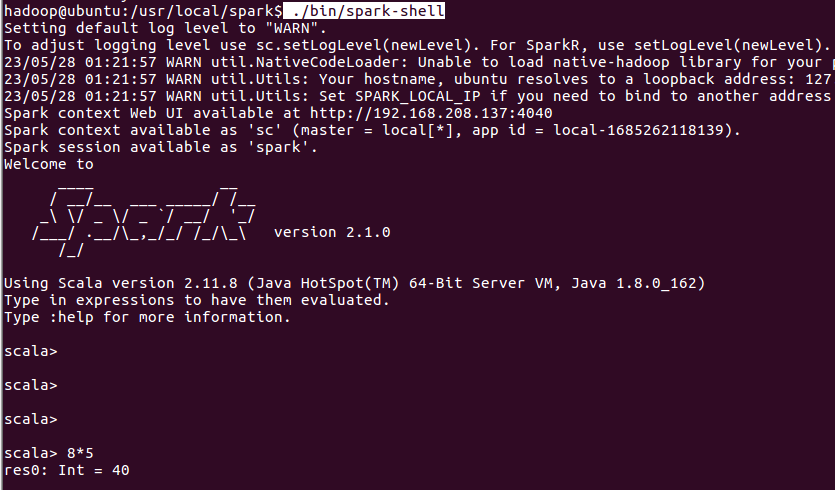 hadoop@ubuntu:/usr/local/spark$ ./bin/spark-shell
Setting default log level to "WARN".
To adjust logging level use sc.setLogLevel(newLevel). For SparkR, use setLogLevel(newLevel).
23/05/28 01:21:57 WARN util.NativeCodeLoader: Unable to load native-hadoop library for your
23/05/28 01:21:57 WARN util.Utils: Your hostname, ubuntu resolves to a loopback address: 127
23/05/28 01:21:57 WARN util.Utils: Set SPARK_LOCAL_IP if you need to bind to another address
Spark context Web UI available at http://192.168.208.137:4040
Spark context available as 'sc' (master = local[*], app id = local-1685262118139).
Spark session available as 'spark'.
Welcome to
      ____              __
     / __/__  ___ _____/ /__
    _\ \/ _ \/ _ `/ __/  '_/
   /___/ .__/\_,_/_/ /_/\_\   version 2.1.0
      /_/
Using Scala version 2.11.8 (Java HotSpot(TM) 64-Bit Server VM, Java 1.8.0_162)
Type in expressions to have them evaluated.
Type :help for more information.
scala>
scala>
scala>
scala> 8*5
res0: Int = 40